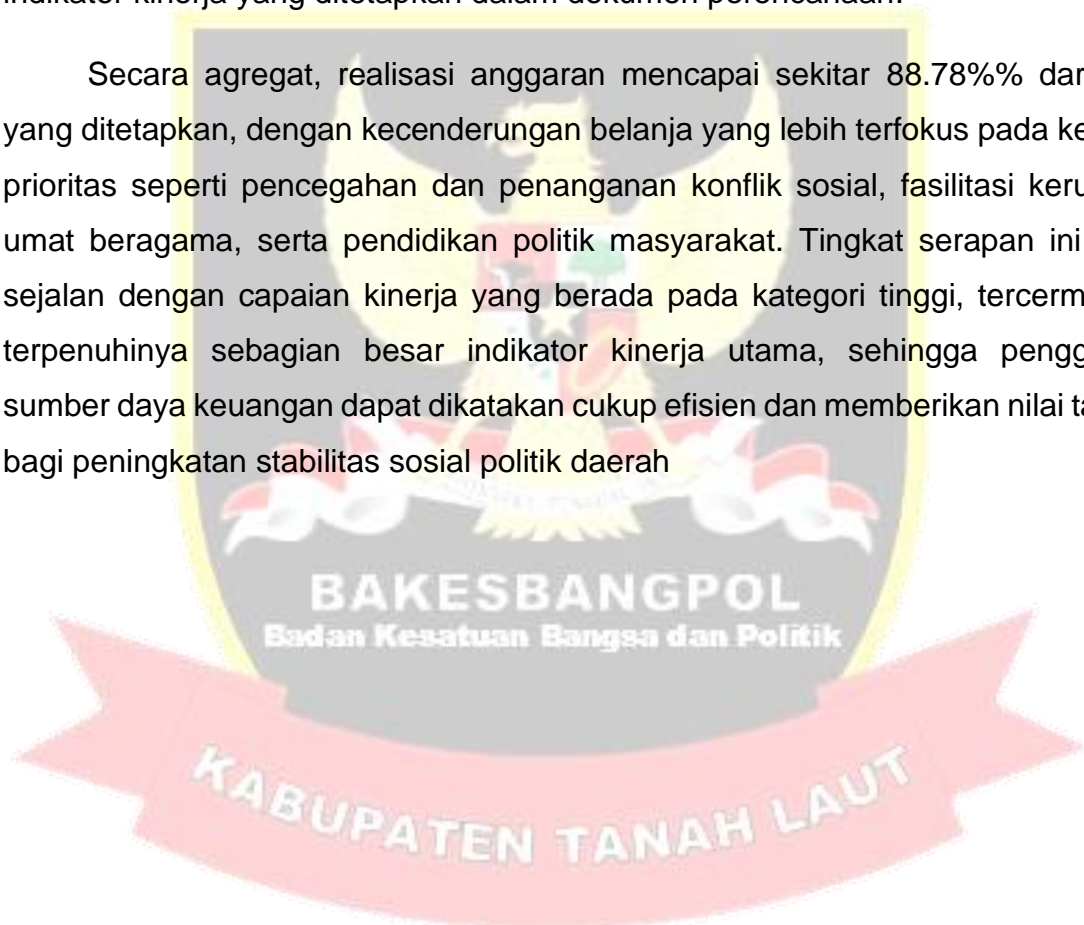 indikator kinerja yang ditetapkan dalam dokumen perencanaan.
Secara agregat, realisasi anggaran mencapai sekitar 88.78%% dar
yang ditetapkan, dengan kecenderungan belanja yang lebih terfokus pada ke
prioritas seperti pencegahan dan penanganan konflik sosial, fasilitasi keru
umat beragama, serta pendidikan politik masyarakat. Tingkat serapan ini
sejalan dengan capaian kinerja yang berada pada kategori tinggi, tercerm
terpenuhinya sebagian besar indikator kinerja utama, sehingga pengg
sumber daya keuangan dapat dikatakan cukup efisien dan memberikan nilai ta
bagi peningkatan stabilitas sosial politik daerah
BAKESBANGPOL
Badan Kesatuan Bangsa dan Politik
KABUPATEN TANAH LAUT